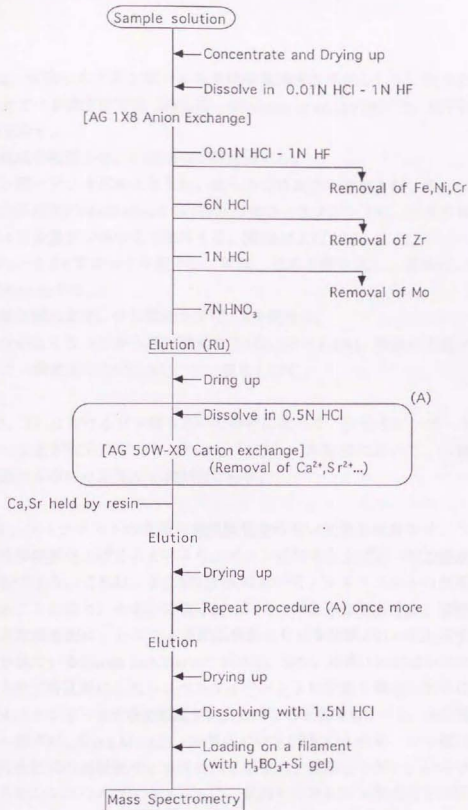 Sample solution
Concentrate and Drying up
Dissolve in 0.01N HCl - 1N HF
[AG 1X8 Anion Exchange]
0.01N HCl - 1N HF
Removal of Fe,Ni,Cr
6N HCl
Removal of Zr
1N HCl
Removal of Mo
7N HNO3
Elution (Ru)
Dring up
(A)
Dissolve in 0.5N HCl
[AG 50W-X8 Cation exchange]
(Removal of Ca²⁺,Sr²⁺...)
Ca,Sr held by resin
Elution
Drying up
Repeat procedure (A) once more
Elution
Drying up
Dissolving with 1.5N HCl
Loading on a filament
(with H₃BO₃+Si gel)
Mass Spectrometry